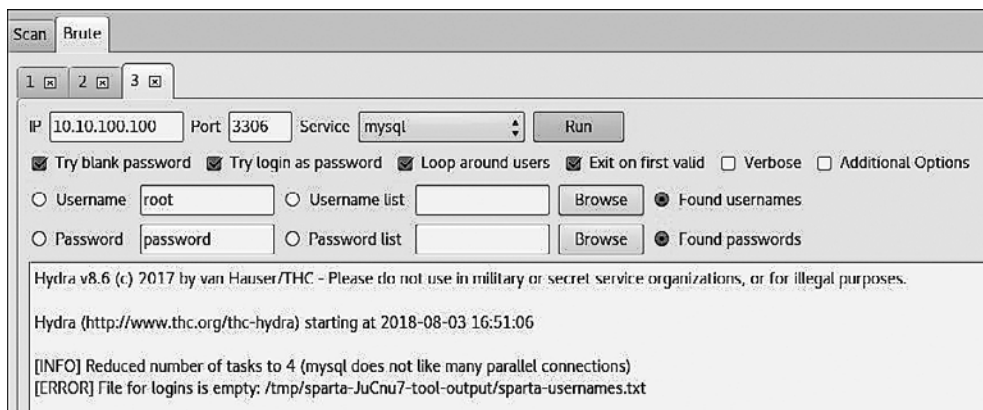 Scan Brute
1 2 3
IP 10.10.100.100 Port 3306 Service mysql Run
Try blank password Try login as password Loop around users Exit on first valid Verbose Additional Options
Username root Username list Browse Found usernames
Password password Password list Browse Found passwords
Hydra v8.6 (c) 2017 by van Hauser/THC - Please do not use in military or secret service organizations, or for illegal purposes.
Hydra (http://www.thc.org/thc-hydra) starting at 2018-08-03 16:51:06
[INFO] Reduced number of tasks to 4 (mysql does not like many parallel connections)
[ERROR] File for logins is empty: /tmp/sparta-JuCnu7-tool-output/sparta-usernames.txt